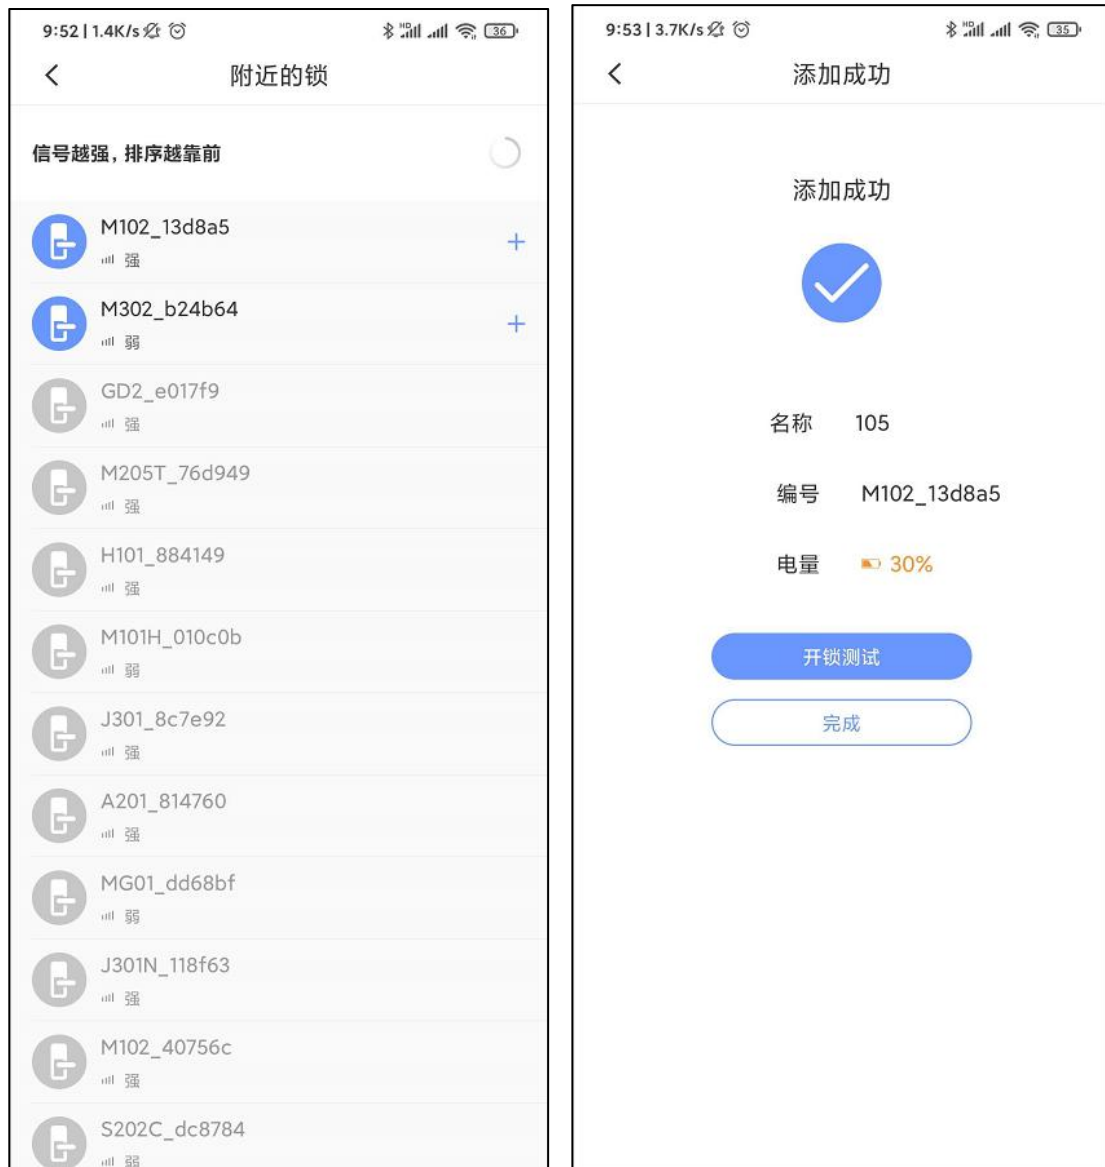 9:52 | 1.4K/s
HD
36
附近的锁
信号越强，排序越靠前
M102_13d8a5
强
M302_b24b64
弱
GD2_e017f9
强
M205T_76d949
强
H101_884149
强
M101H_010c0b
弱
J301_8c7e92
强
A201_814760
强
MG01_dd68bf
弱
J301N_118f63
强
M102_40756c
强
S202C_dc8784
弱
9:53 | 3.7K/s
HD
35
添加成功
添加成功
名称 105
编号 M102_13d8a5
电量 30%
开锁测试
完成